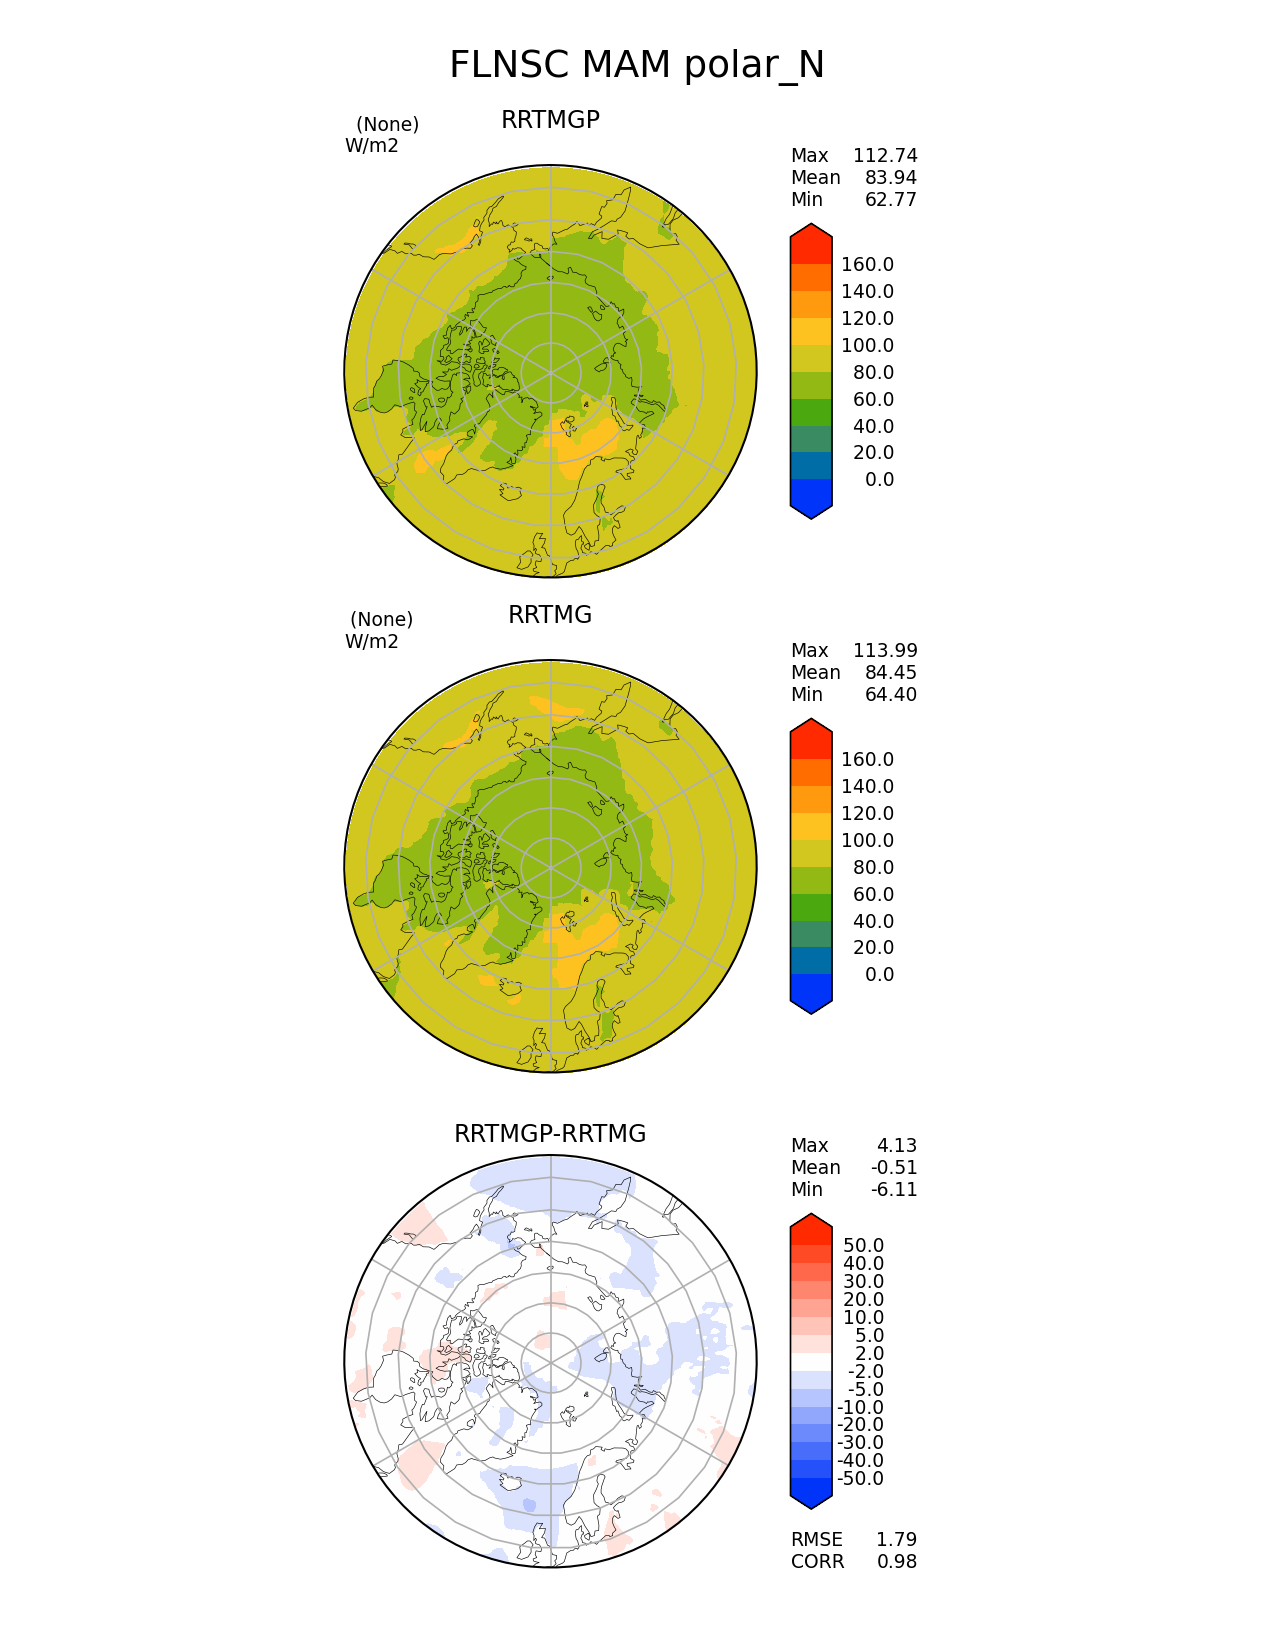 FLNSC MAM polar_N
(None)
RRTMGP
W/m2
Max 112.74
Mean 83.94
Min 62.77
160.0
140.0
120.0
100.0
80.0
60.0
40.0
20.0
0.0
(None)
RRTMG
W/m2
Max 113.99
Mean 84.45
Min 64.40
160.0
140.0
120.0
100.0
80.0
60.0
40.0
20.0
0.0
RRTMGP-RRTMG
Max 4.13
Mean -0.51
Min -6.11
50.0
40.0
30.0
20.0
10.0
5.0
2.0
-2.0
-5.0
-10.0
-20.0
-30.0
-40.0
-50.0
RMSE 1.79
CORR 0.98